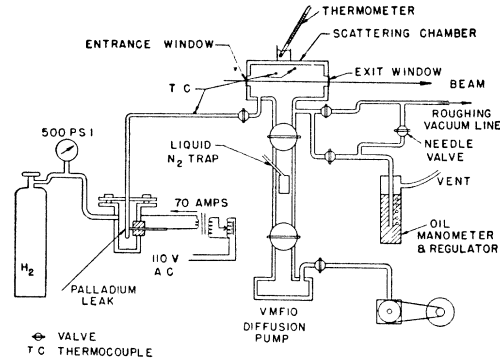 THERMOMETER
SCATTERING CHAMBER
ENTRANCE WINDOW
EXIT WINDOW
BEAM
T C
ROUGHING
VACUUM LINE
500 PSI
LIQUID
N2 TRAP
NEEDLE
VALVE
VENT
70 AMPS
OIL
MANOMETER
& REGULATOR
110 V
A C
H2
PALLADIUM
LEAK
VMF10
DIFFUSION
PUMP
VALVE
T C THERMOCOUPLE